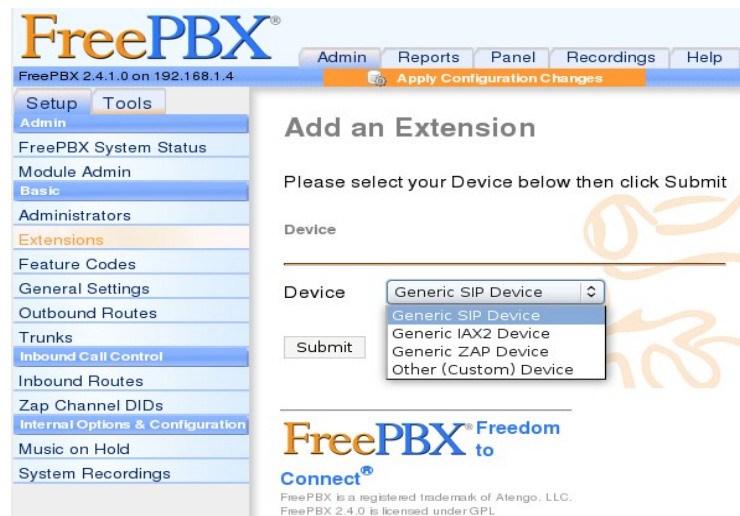 FreePBX®
Admin Reports Panel Recordings Help
FreePBX 2.4.1.0 on 192.168.1.4
Apply Configuration Changes
Setup Tools
Admin
FreePBX System Status
Module Admin
Basic
Administrators
Extensions
Feature Codes
General Settings
Outbound Routes
Trunks
Inbound Call Control
Inbound Routes
Zap Channel DIDs
Internal Options & Configuration
Music on Hold
System Recordings
Add an Extension
Please select your Device below then click Submit
Device
Device Generic SIP Device
Generic SIP Device
Generic IAX2 Device
Generic ZAP Device
Other (Custom) Device
Submit
FreePBX® Freedom
to
Connect®
FreePBX is a registered trademark of Atengo. LLC.
FreePBX 2.4.0 is licensed under GPL